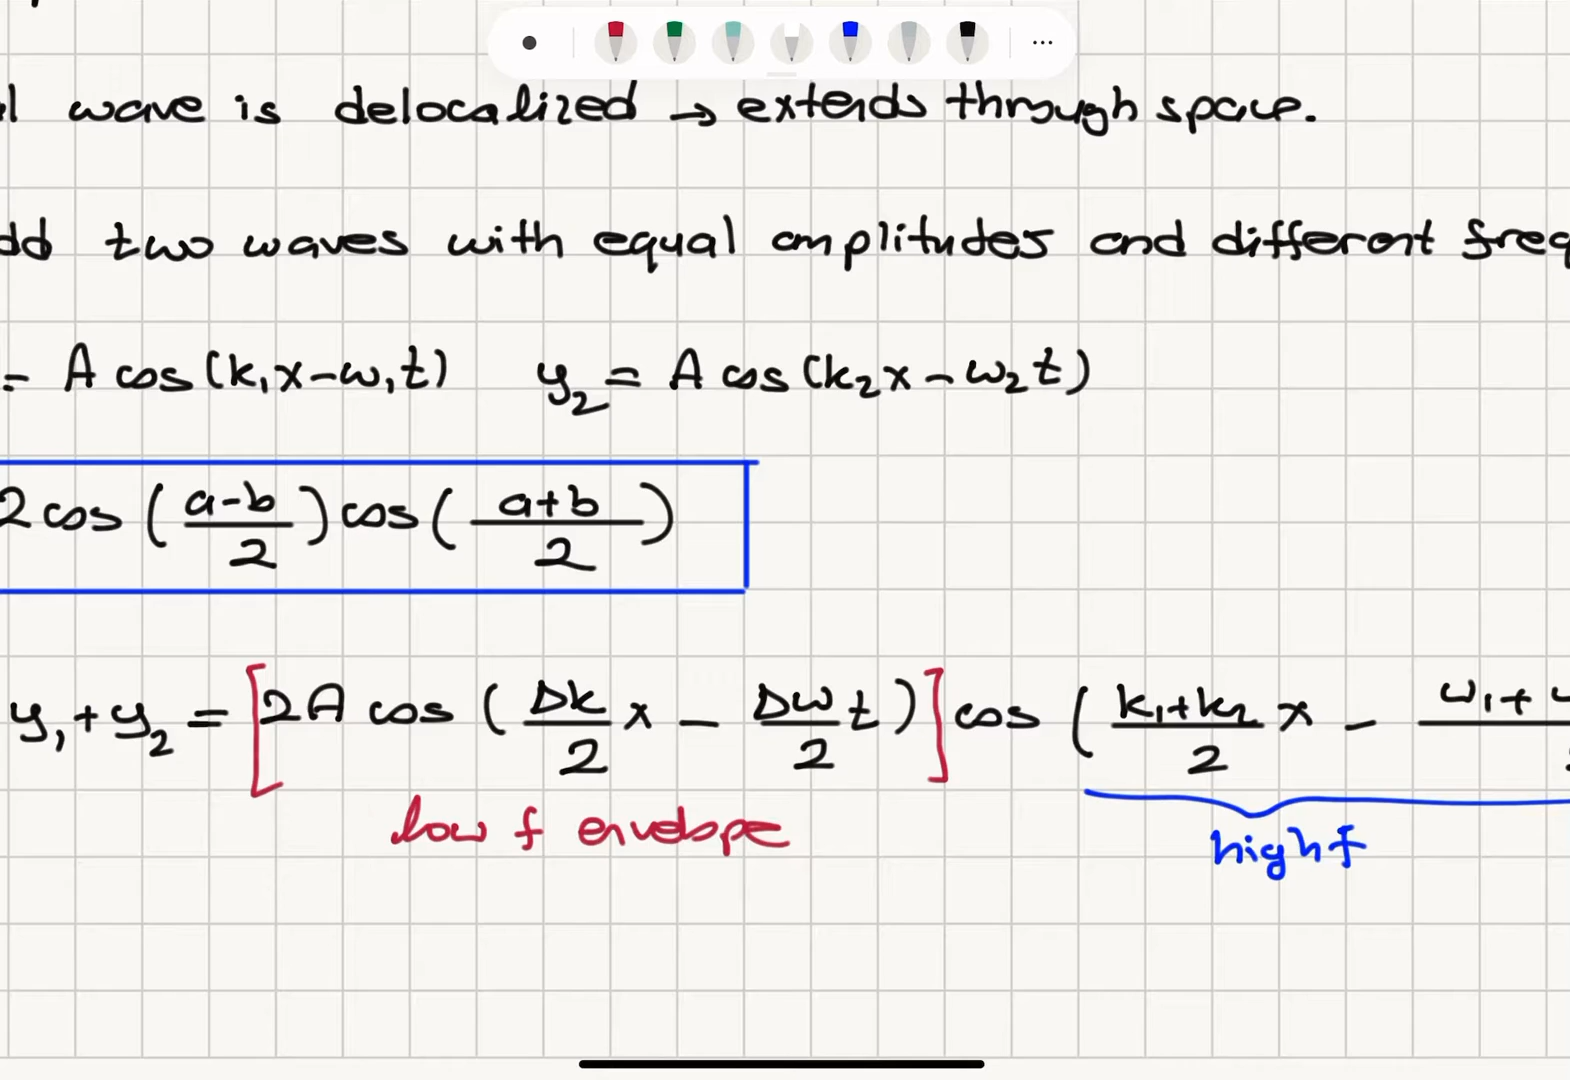 l wave is delocalized → extends through space.
dd two waves with equal amplitudes and different freq
= A cos(k₁x-ω₁t) y₂ = A cos(k₂x-ω₂t)
2 cos((a-b)/2) cos((a+b)/2)
y₁+y₂ = [2A cos(Δk/2 x - Δω/2 t)] cos((k₁+k₂)/2 x - ω₁+
low f envelope
high f